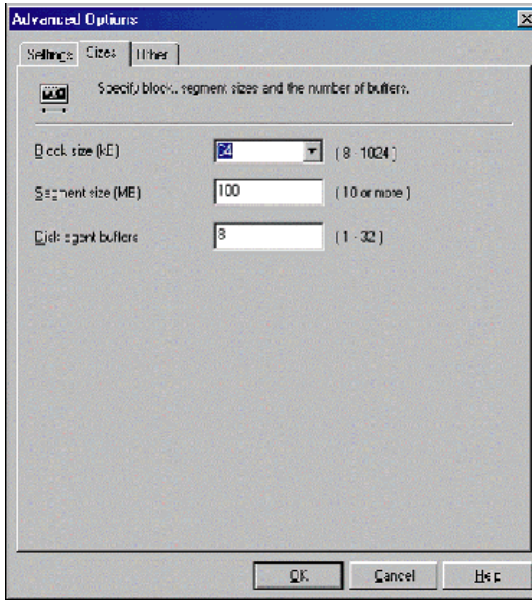 Advanced Options
Settings Sizes Other
Specify block, segment sizes and the number of buffers.
Block size (kB) 64 ( 8 - 1024 )
Segment size (MB) 100 ( 10 or more )
Disk agent buffers 8 ( 1 - 32 )
OK Cancel Help